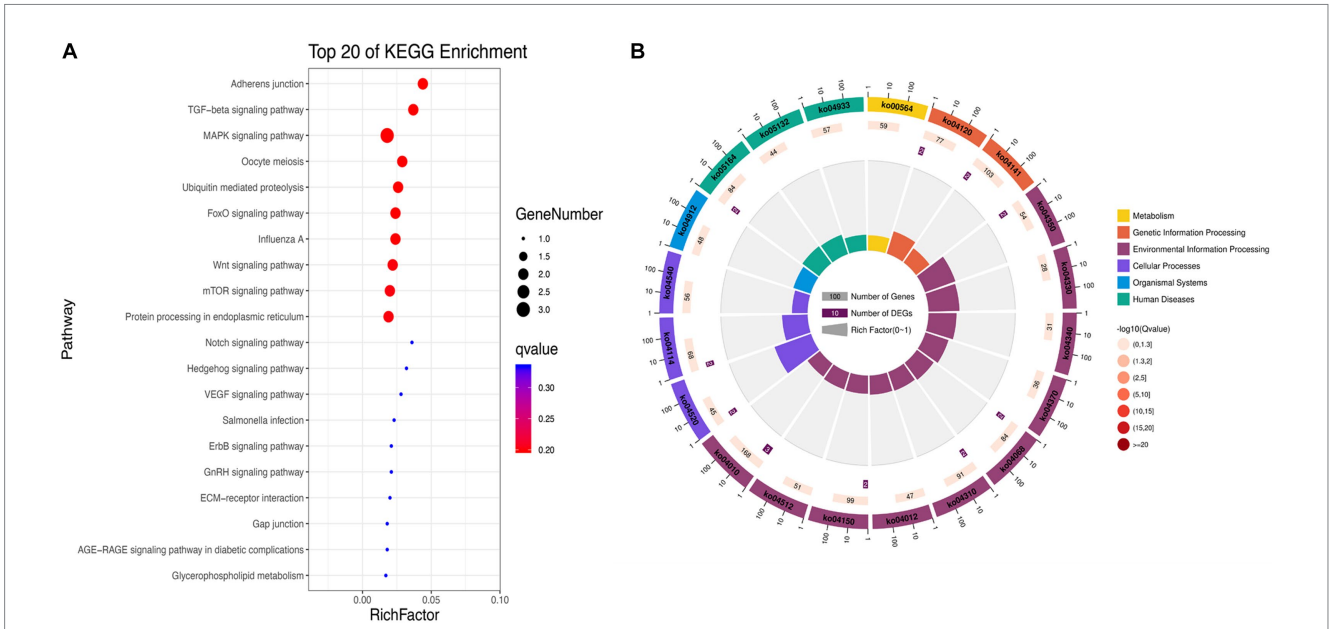 A
Top 20 of KEGG Enrichment
Pathway
Adherens junction
TGF−beta signaling pathway
MAPK signaling pathway
Oocyte meiosis
Ubiquitin mediated proteolysis
FoxO signaling pathway
Influenza A
Wnt signaling pathway
mTOR signaling pathway
Protein processing in endoplasmic reticulum
Notch signaling pathway
Hedgehog signaling pathway
VEGF signaling pathway
Salmonella infection
ErbB signaling pathway
GnRH signaling pathway
ECM−receptor interaction
Gap junction
AGE−RAGE signaling pathway in diabetic complications
Glycerophospholipid metabolism
0.00 0.05 0.10
RichFactor
GeneNumber
1.0
1.5
2.0
2.5
3.0
qvalue
0.30
0.25
0.20
B
ko00564
ko04120
ko04141
ko04350
ko04330
ko04340
ko04370
ko04068
ko04310
ko04012
ko04150
ko04512
ko04010
ko04520
ko04114
ko04540
ko04912
ko05164
ko05132
ko04933
59
77
103
54
28
31
36
84
91
47
99
51
168
45
68
56
48
84
44
57
100 Number of Genes
10 Number of DEGs
Rich Factor(0~1)
Metabolism
Genetic Information Processing
Environmental Information Processing
Cellular Processes
Organismal Systems
Human Diseases
-log10(Qvalue)
(0,1.3]
(1.3,2]
(2,5]
(5,10]
(10,15]
(15,20]
>=20